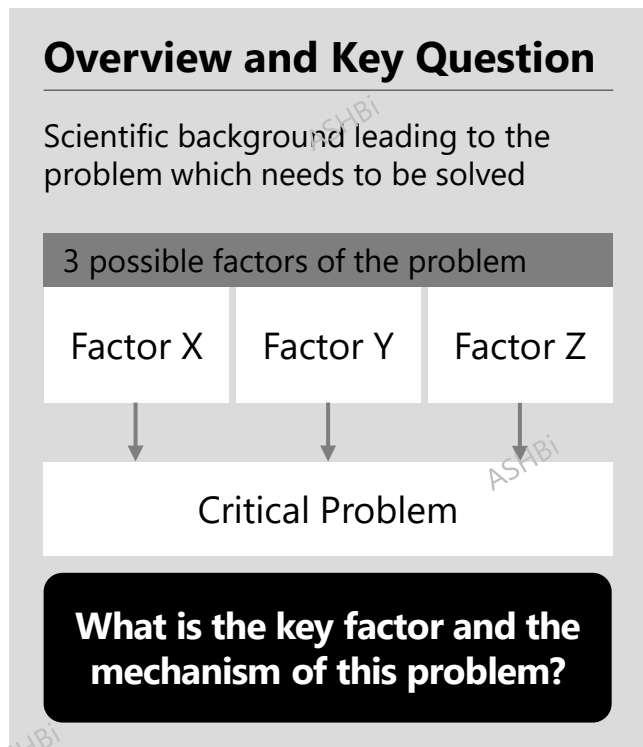 Overview and Key Question
ASHBi
Scientific background leading to the
problem which needs to be solved
3 possible factors of the problem
Factor X
Factor Y
Factor Z
ASHBi
Critical Problem
What is the key factor and the
mechanism of this problem?
SHBi